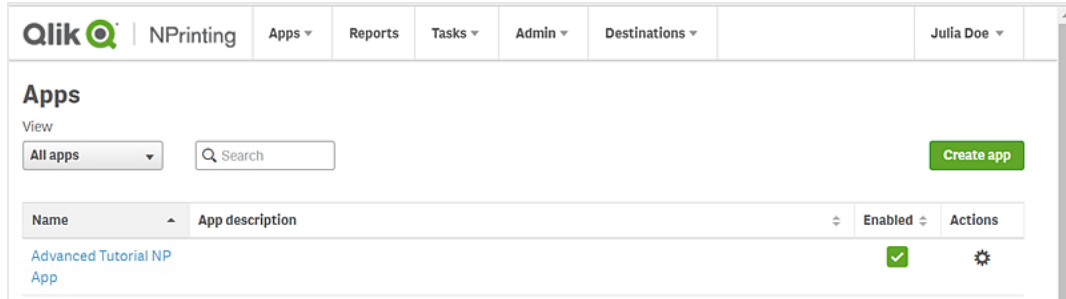 Qlik NPrinting Apps Reports Tasks Admin Destinations Julia Doe
Apps
View
All apps Search Create app
Name App description Enabled Actions
Advanced Tutorial NP
App